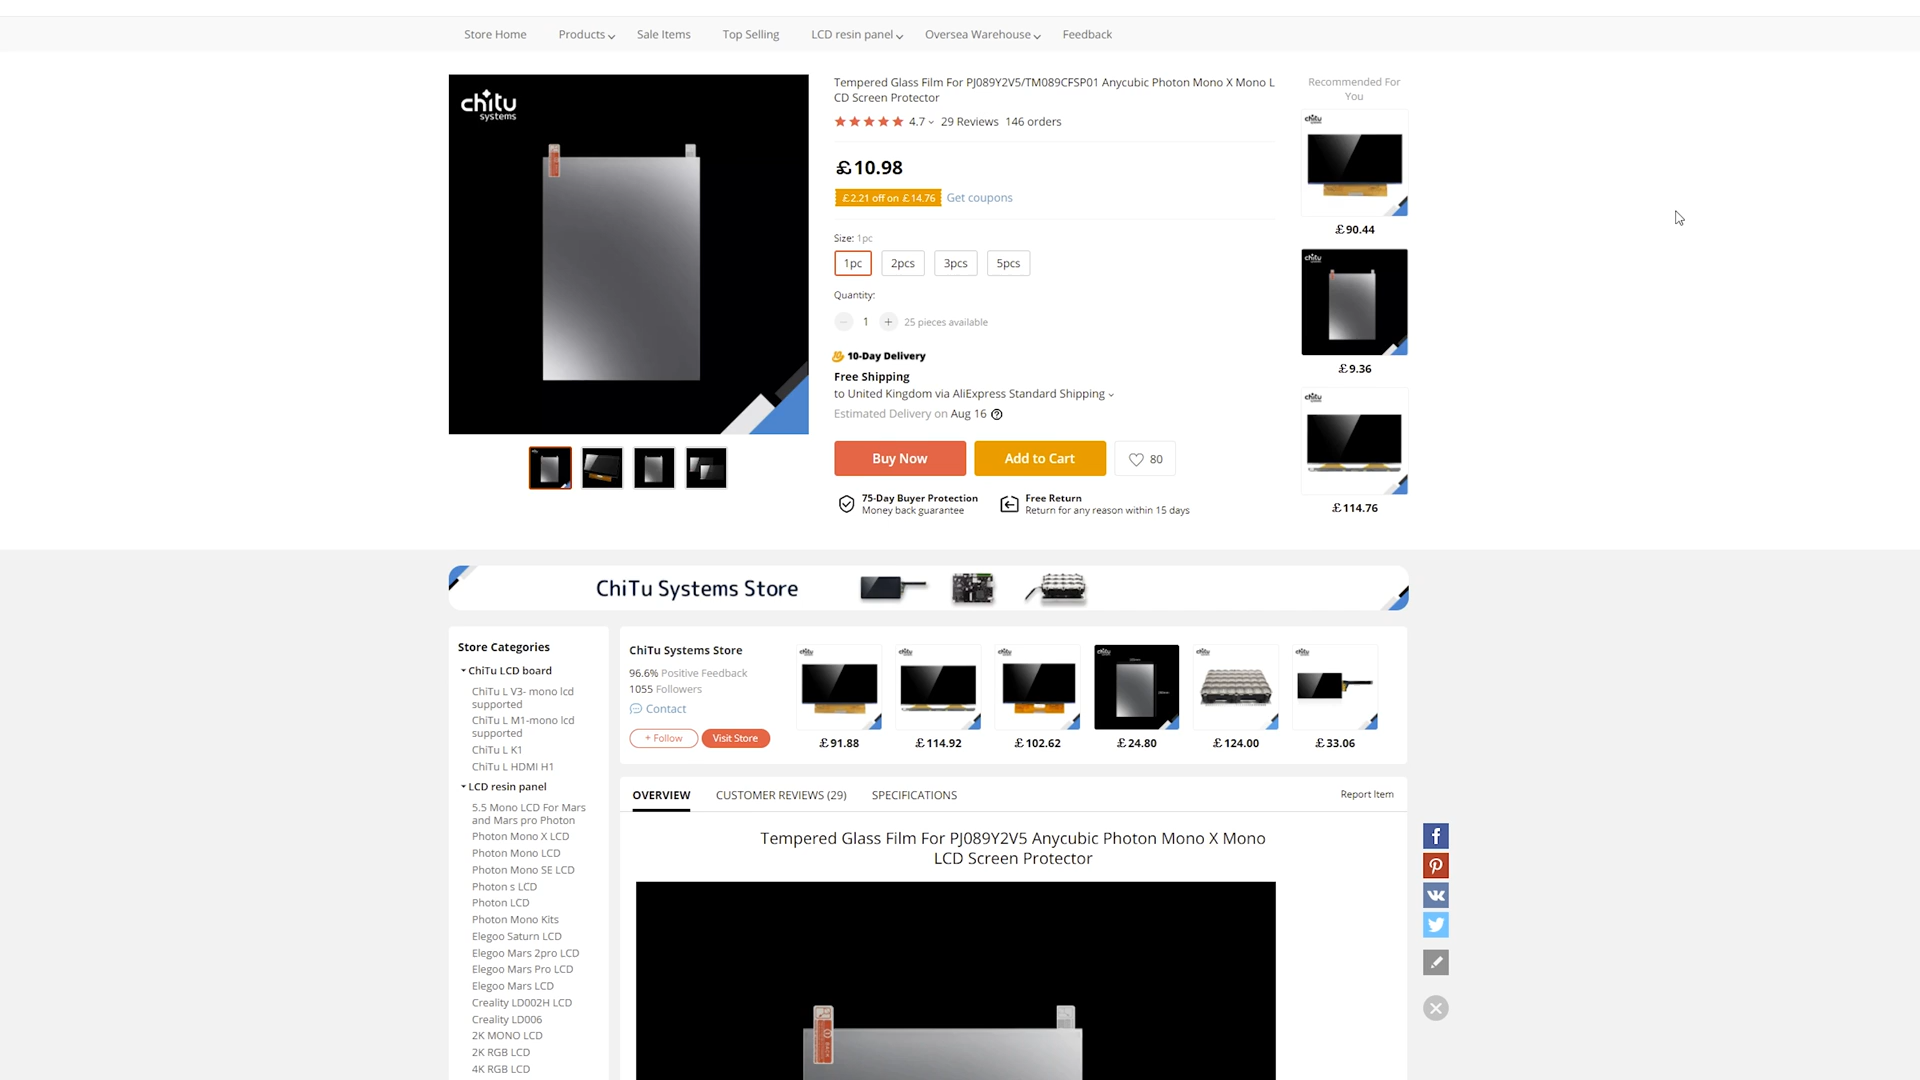 Store Home
Products
Sale Items
Top Selling
LCD resin panel
Oversea Warehouse
Feedback
chitu
systems
Tempered Glass Film For PJ089Y2V5/TM089CFSP01 Anycubic Photon Mono X Mono L
CD Screen Protector
4.7
29 Reviews
146 orders
£10.98
£2.21 off on £14.76
Get coupons
Size: 1pc
1pc
2pcs
3pcs
5pcs
Quantity:
1
25 pieces available
10-Day Delivery
Free Shipping
to United Kingdom via AliExpress Standard Shipping
Estimated Delivery on Aug 16
Buy Now
Add to Cart
80
75-Day Buyer Protection
Money back guarantee
Free Return
Return for any reason within 15 days
Recommended For
You
chitu
£90.44
chitu
£9.36
chitu
£114.76
ChiTu Systems Store
Store Categories
ChiTu LCD board
ChiTu L V3- mono lcd
supported
ChiTu L M1-mono lcd
supported
ChiTu L K1
ChiTu L HDMI H1
LCD resin panel
5.5 Mono LCD For Mars
and Mars pro Photon
Photon Mono X LCD
Photon Mono LCD
Photon Mono SE LCD
Photon s LCD
Photon LCD
Photon Mono Kits
Elegoo Saturn LCD
Elegoo Mars 2pro LCD
Elegoo Mars Pro LCD
Elegoo Mars LCD
Creality LD002H LCD
Creality LD006
2K MONO LCD
2K RGB LCD
4K RGB LCD
ChiTu Systems Store
96.6% Positive Feedback
1055 Followers
Contact
+ Follow
Visit Store
chitu
£91.88
chitu
£114.92
chitu
£102.62
chitu
£24.80
chitu
£124.00
chitu
£33.06
OVERVIEW
CUSTOMER REVIEWS (29)
SPECIFICATIONS
Report Item
Tempered Glass Film For PJ089Y2V5 Anycubic Photon Mono X Mono
LCD Screen Protector